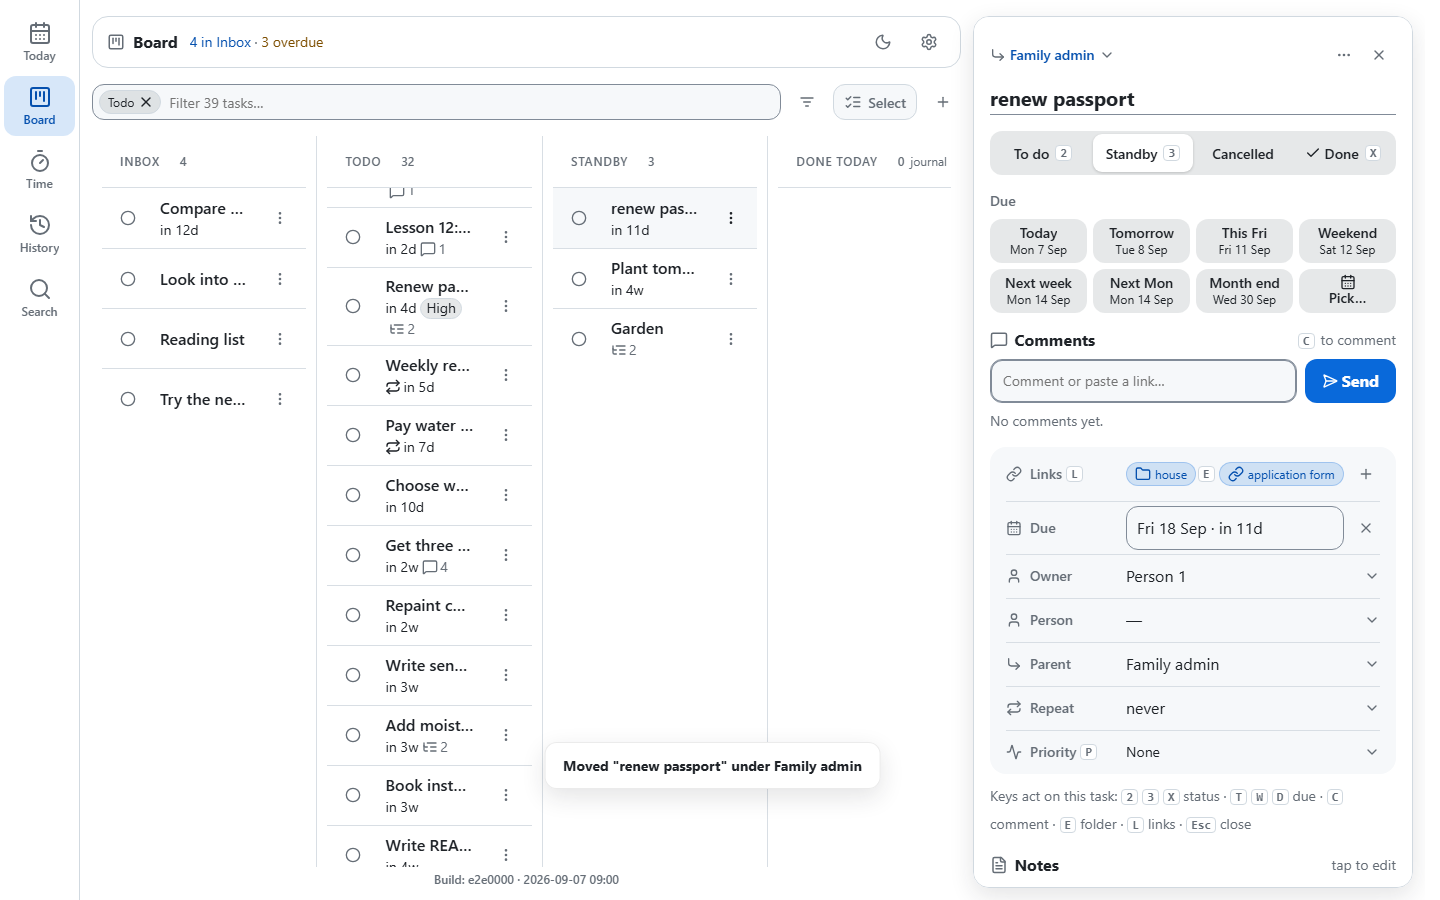 Today
Board
Time
History
Search
Board 4 in Inbox · 3 overdue
Todo Filter 39 tasks...
Select
INBOX 4
Compare ...
in 12d
Look into ...
Reading list
Try the ne...
TODO 32
Lesson 12:...
in 2d 1
Renew pa...
in 4d High
2
Weekly re...
in 5d
Pay water ...
in 7d
Choose w...
in 10d
Get three ...
in 2w 4
Repaint c...
in 2w
Write sen...
in 3w
Add moist...
in 3w 2
Book inst...
in 3w
Write REA...
in 4w
STANDBY 3
renew pas...
in 11d
Plant tom...
in 4w
Garden
2
DONE TODAY 0 journal
Moved "renew passport" under Family admin
Build: e2e0000 · 2026-09-07 09:00
Family admin
renew passport
To do 2 Standby 3 Cancelled Done X
Due
Today Tomorrow This Fri Weekend
Mon 7 Sep Tue 8 Sep Fri 11 Sep Sat 12 Sep
Next week Next Mon Month end Pick...
Mon 14 Sep Mon 14 Sep Wed 30 Sep
Comments C to comment
Comment or paste a link... Send
No comments yet.
Links L house E application form
Due Fri 18 Sep · in 11d
Owner Person 1
Person —
Parent Family admin
Repeat never
Priority P None
Keys act on this task: 2 3 X status · T W D due · C
comment · E folder · L links · Esc close
Notes tap to edit